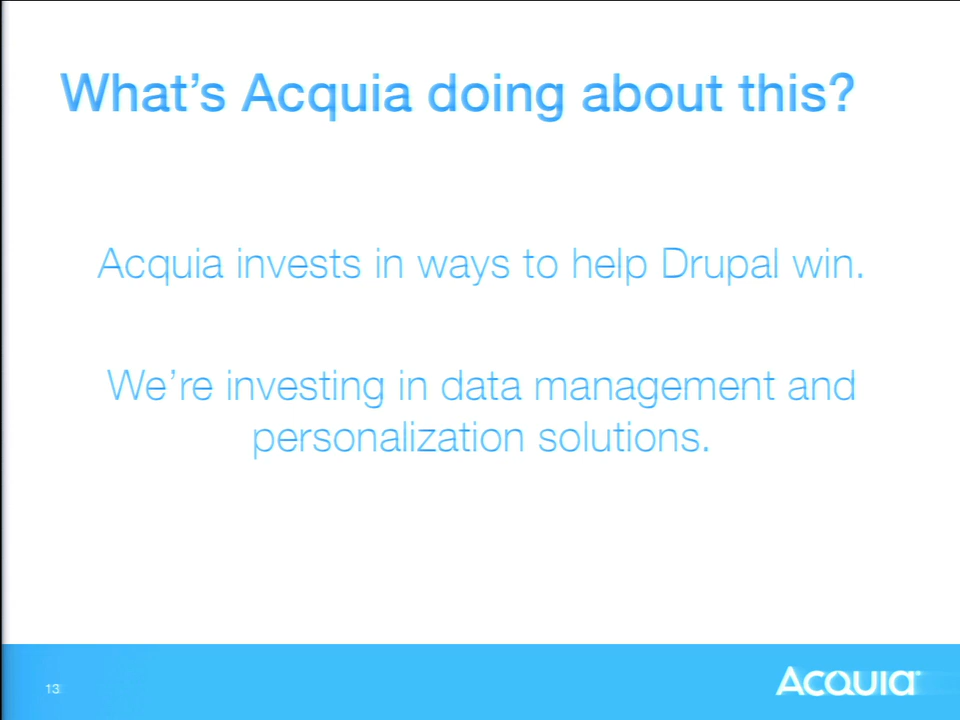 What's Acquia doing about this?
Acquia invests in ways to help Drupal win.
We're investing in data management and
personalization solutions.
13
ACQUIA